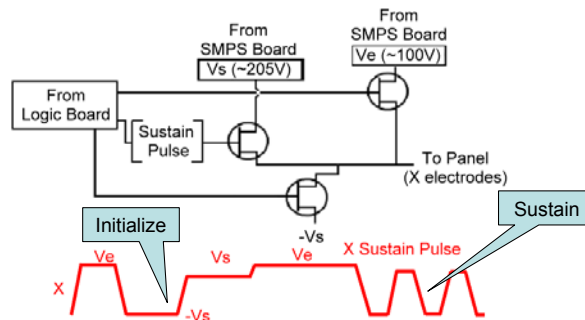 From
SMPS Board
Ve (~100V)
From
SMPS Board
Vs (~205V)
From
Logic Board
Sustain
Pulse
To Panel
(X electrodes)
-Vs
Initialize
Sustain
X Sustain Pulse
Ve
Vs
Ve
X
-Vs